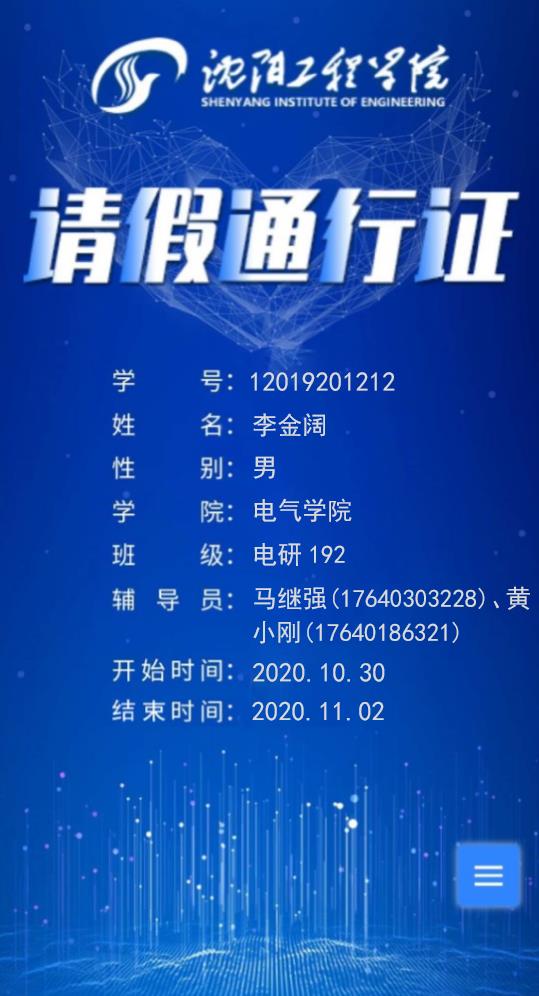 沈阳工程学院
SHENYANG INSTITUTE OF ENGINEERING
请假通行证
学 号：12019201212
姓 名：李金阔
性 别：男
学 院：电气学院
班 级：电研192
辅 导 员：马继强(17640303228)、黄
小刚(17640186321)
开始时间：2020.10.30
结束时间：2020.11.02